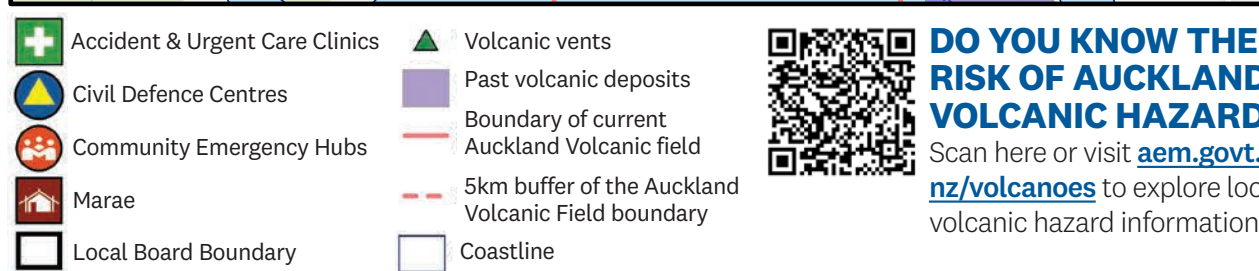 Accident & Urgent Care Clinics
Civil Defence Centres
Community Emergency Hubs
Marae
Local Board Boundary
Volcanic vents
Past volcanic deposits
Boundary of current
Auckland Volcanic field
5km buffer of the Auckland
Volcanic Field boundary
Coastline
DO YOU KNOW THE
RISK OF AUCKLAND
VOLCANIC HAZARD
Scan here or visit aem.govt.
nz/volcanoes to explore loc
volcanic hazard information